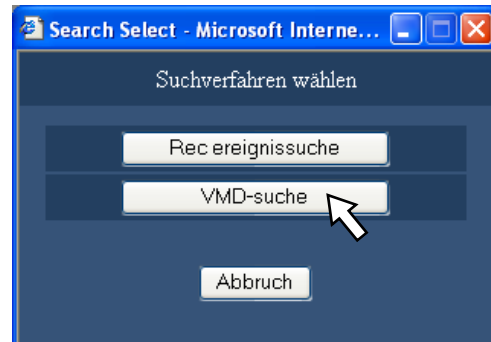 Search Select - Microsoft Interne...
Suchverfahren wählen
Rec ereignissuche
VMD-suche
Abbruch